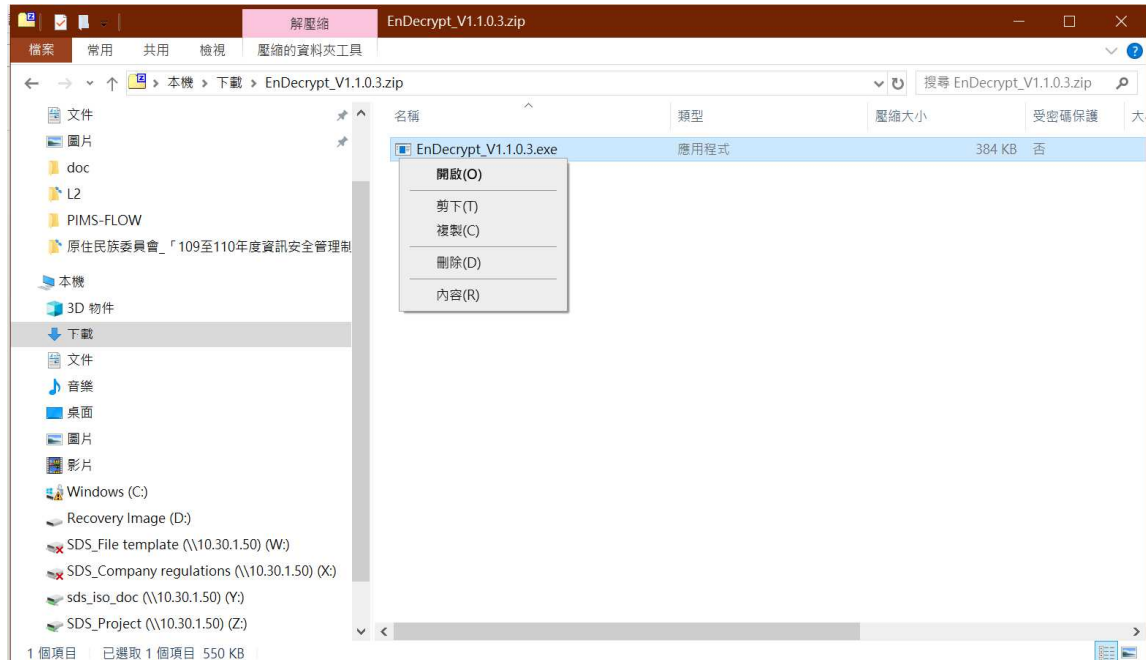 解壓縮
EnDecrypt_V1.1.0.3.zip
檔案 常用 共用 檢視 壓縮的資料夾工具
本機 下載 EnDecrypt_V1.1.0.3.zip
搜尋 EnDecrypt_V1.1.0.3.zip
文件
圖片
doc
L2
PIMS-FLOW
原住民族委員會_「109至110年度資訊安全管理制
本機
3D 物件
下載
文件
音樂
桌面
圖片
影片
Windows (C:)
Recovery Image (D:)
SDS_File template (\\10.30.1.50) (W:)
SDS_Company regulations (\\10.30.1.50) (X:)
sds_iso_doc (\\10.30.1.50) (Y:)
SDS_Project (\\10.30.1.50) (Z:)
名稱 類型 壓縮大小 受密碼保護
EnDecrypt_V1.1.0.3.exe 應用程式 384 KB 否
開啟(O)
剪下(T)
複製(C)
刪除(D)
內容(R)
1 個項目 已選取 1 個項目 550 KB